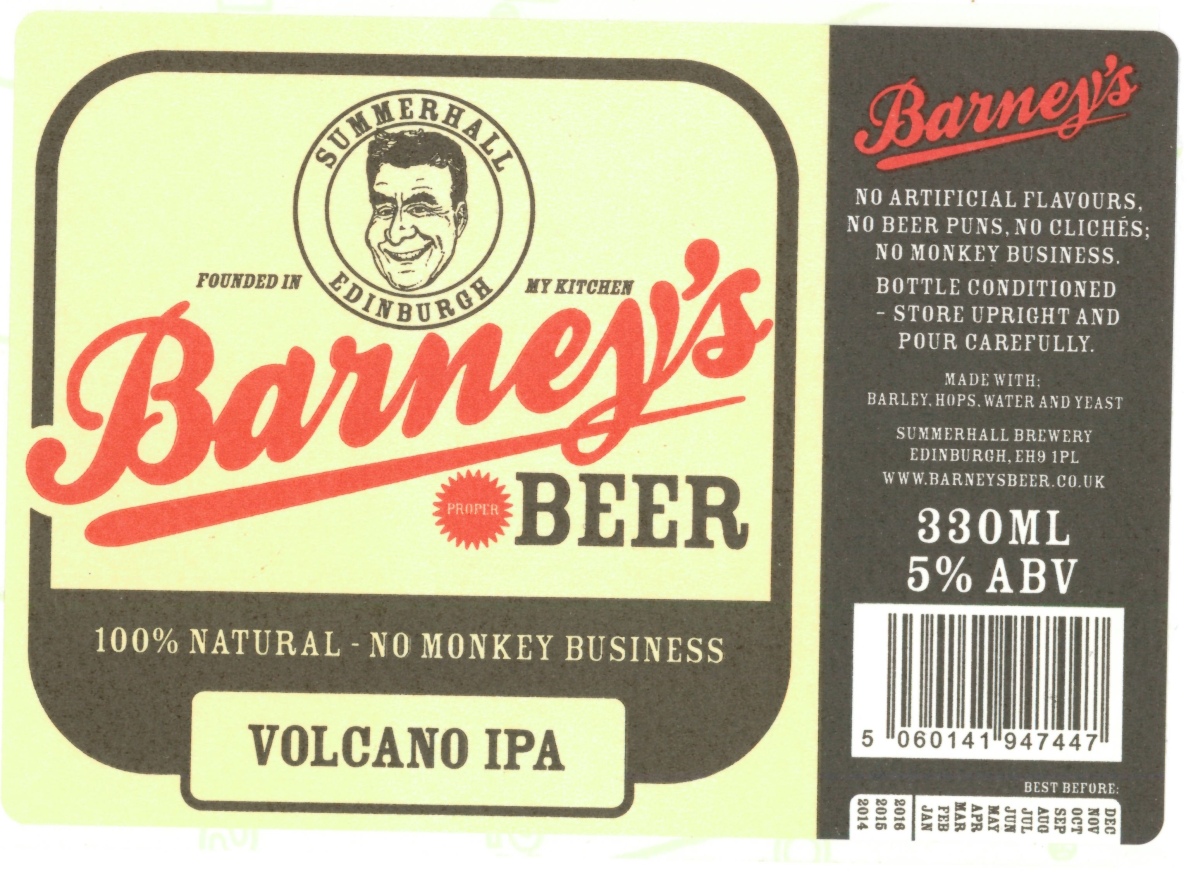 SUMMERHALL
EDINBURGH
FOUNDED IN
MY KITCHEN
Barney's
PROPER
BEER
100% NATURAL - NO MONKEY BUSINESS
VOLCANO IPA
Barney's
NO ARTIFICIAL FLAVOURS,
NO BEER PUNS, NO CLICHÉS;
NO MONKEY BUSINESS.
BOTTLE CONDITIONED
- STORE UPRIGHT AND
POUR CAREFULLY.
MADE WITH:
BARLEY, HOPS, WATER AND YEAST
SUMMERHALL BREWERY
EDINBURGH, EH9 1PL
WWW.BARNEYSBEER.CO.UK
330ML
5% ABV
5 060141 947447
BEST BEFORE:
DEC
NOV
OCT
SEP
AUG
JUL
JUN
MAY
APR
MAR
FEB
JAN
2016
2015
2014